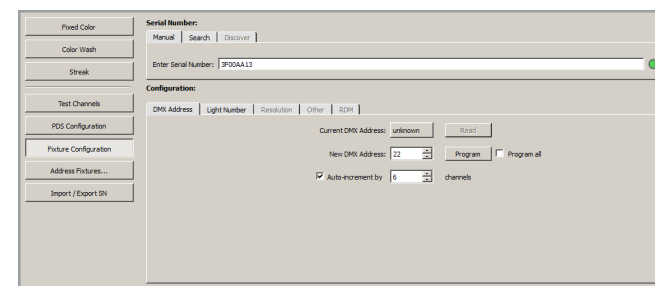 Fixed Color
Color Wash
Streak
Test Channels
PDS Configuration
Fixture Configuration
Address Fixtures...
Import / Export SN
Serial Number:
Manual Search Discover
Enter Serial Number: 3F00AA13
Configuration:
DMX Address Light Number Resolution Other RDM
Current DMX Address: unknown Read
New DMX Address: 22 Program Program all
Auto-increment by 6 channels